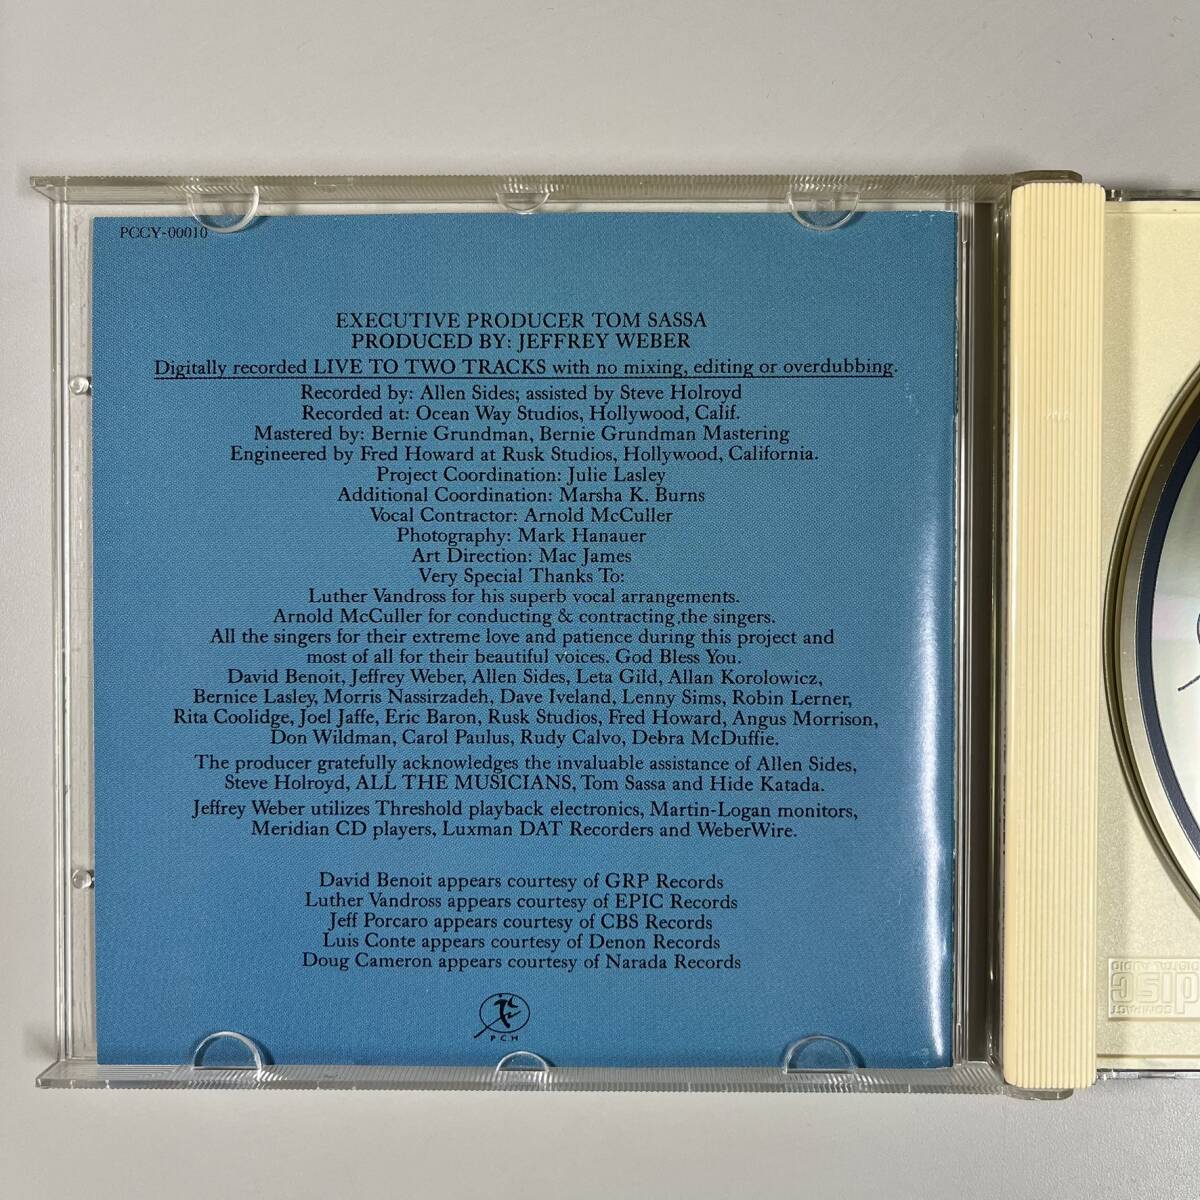 PCCY-00010
EXECUTIVE PRODUCER TOM SASSA
PRODUCED BY: JEFFREY WEBER
Digitally recorded LIVE TO TWO TRACKS with no mixing, editing or overdubbing.
Recorded by: Allen Sides; assisted by Steve Holroyd
Recorded at: Ocean Way Studios, Hollywood, Calif.
Mastered by: Bernie Grundman, Bernie Grundman Mastering
Engineered by Fred Howard at Rusk Studios, Hollywood, California.
Project Coordination: Julie Lasley
Additional Coordination: Marsha K. Burns
Vocal Contractor: Arnold McCuller
Photography: Mark Hanauer
Art Direction: Mac James
Very Special Thanks To:
Luther Vandross for his superb vocal arrangements.
Arnold McCuller for conducting & contracting the singers.
All the singers for their extreme love and patience during this project and
most of all for their beautiful voices. God Bless You.
David Benoit, Jeffrey Weber, Allen Sides, Leta Gild, Allan Korolowicz,
Bernice Lasley, Morris Nassirzadeh, Dave Iveland, Lenny Sims, Robin Lerner,
Rita Coolidge, Joel Jaffe, Eric Baron, Rusk Studios, Fred Howard, Angus Morrison,
Don Wildman, Carol Paulus, Rudy Calvo, Debra McDuffie.
The producer gratefully acknowledges the invaluable assistance of Allen Sides,
Steve Holroyd, ALL THE MUSICIANS, Tom Sassa and Hide Katada.
Jeffrey Weber utilizes Threshold playback electronics, Martin-Logan monitors,
Meridian CD players, Luxman DAT Recorders and WeberWire.
David Benoit appears courtesy of GRP Records
Luther Vandross appears courtesy of EPIC Records
Jeff Porcaro appears courtesy of CBS Records
Luis Conte appears courtesy of Denon Records
Doug Cameron appears courtesy of Narada Records
P.C.H
COMPACT
disc
DIGITAL AUDIO